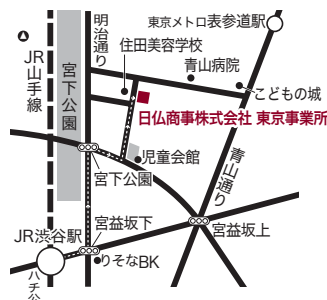 東京メトロ表参道駅
明治通り
JR山手線
宮下公園
住田美容学校
青山病院
こどもの城
日仏商事株式会社 東京事業所
児童会館
青山通り
宮下公園
宮益坂下
宮益坂上
JR渋谷駅
りそなBK
ハチ公